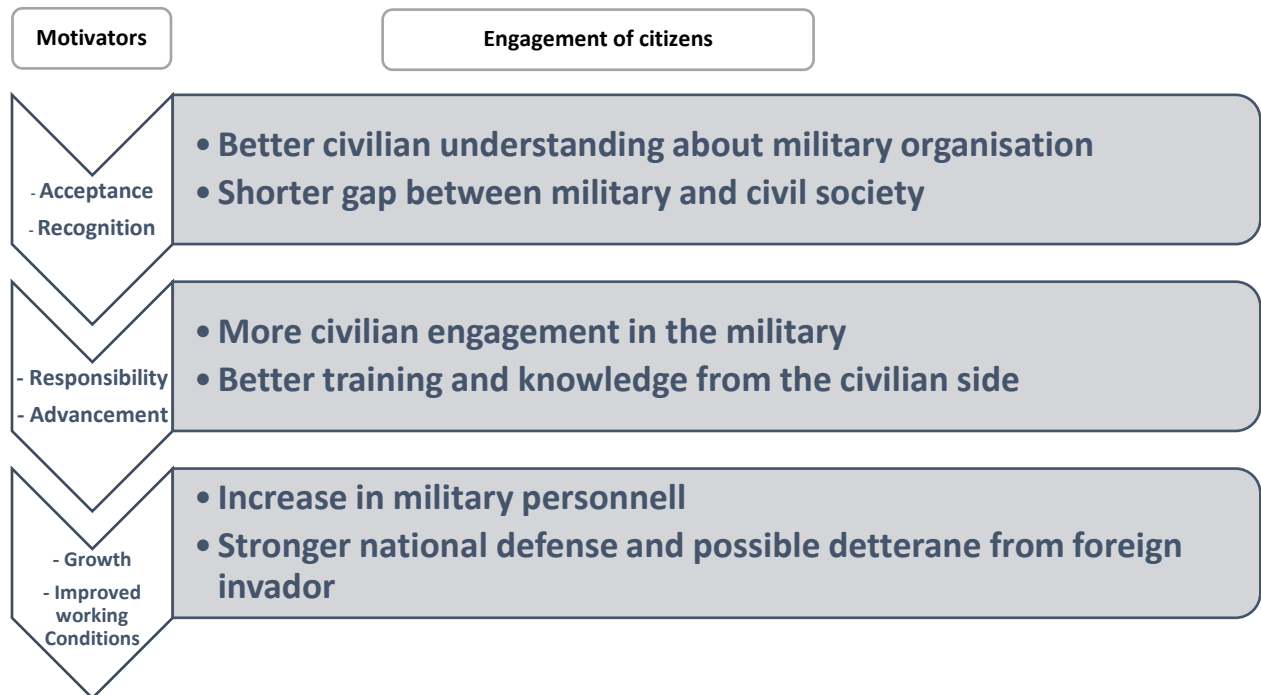 Motivators
Engagement of citizens
- Acceptance
- Recognition
• Better civilian understanding about military organisation
• Shorter gap between military and civil society
- Responsibility
- Advancement
• More civilian engagement in the military
• Better training and knowledge from the civilian side
- Growth
- Improved
working
Conditions
• Increase in military personnell
• Stronger national defense and possible detterane from foreign
invador